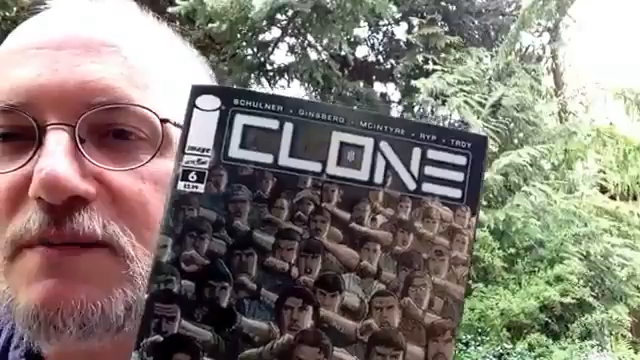 SCHULNER • GINSBERG • MCINTYRE • RYP • TROY
CLONE
image
6
$2.99